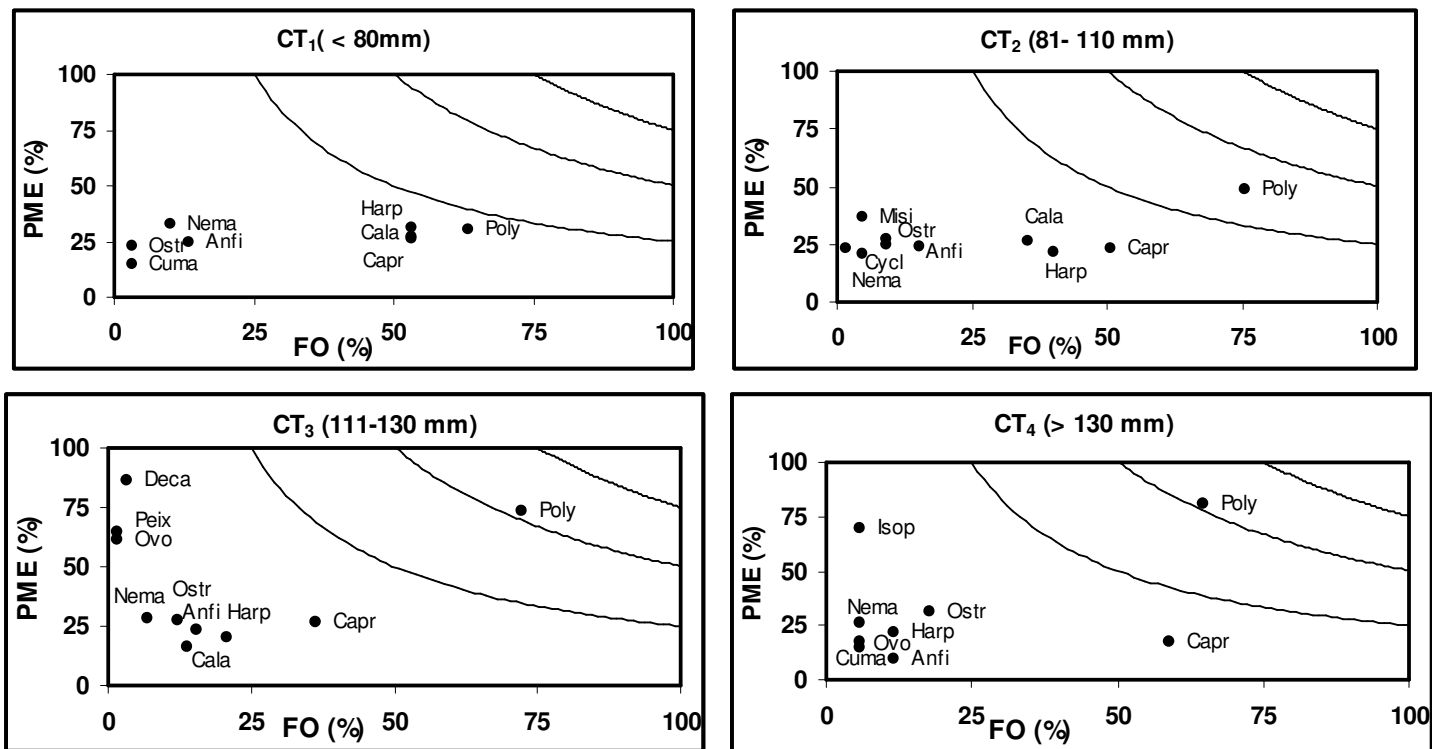 CT₁( < 80mm)
PME (%)
100
75
50
25
0
Nema
Ostr
Anfi
Cuma
Harp
Cala
Capr
Poly
0 25 50 75 100
FO (%)
CT₂ (81- 110 mm)
PME (%)
100
75
50
25
0
Poly
Misi
Ostr
Cala
Anfi
Cycl
Nema
Harp
Capr
0 25 50 75 100
FO (%)
CT₃ (111-130 mm)
PME (%)
100
75
50
25
0
Deca
Peix
Ovo
Poly
Nema
Ostr
Anfi Harp
Cala
Capr
0 25 50 75 100
FO (%)
CT₄ (> 130 mm)
PME (%)
100
75
50
25
0
Poly
Isop
Nema
Ostr
Harp
Ovo
Cuma
Anfi
Capr
0 25 50 75 100
FO (%)